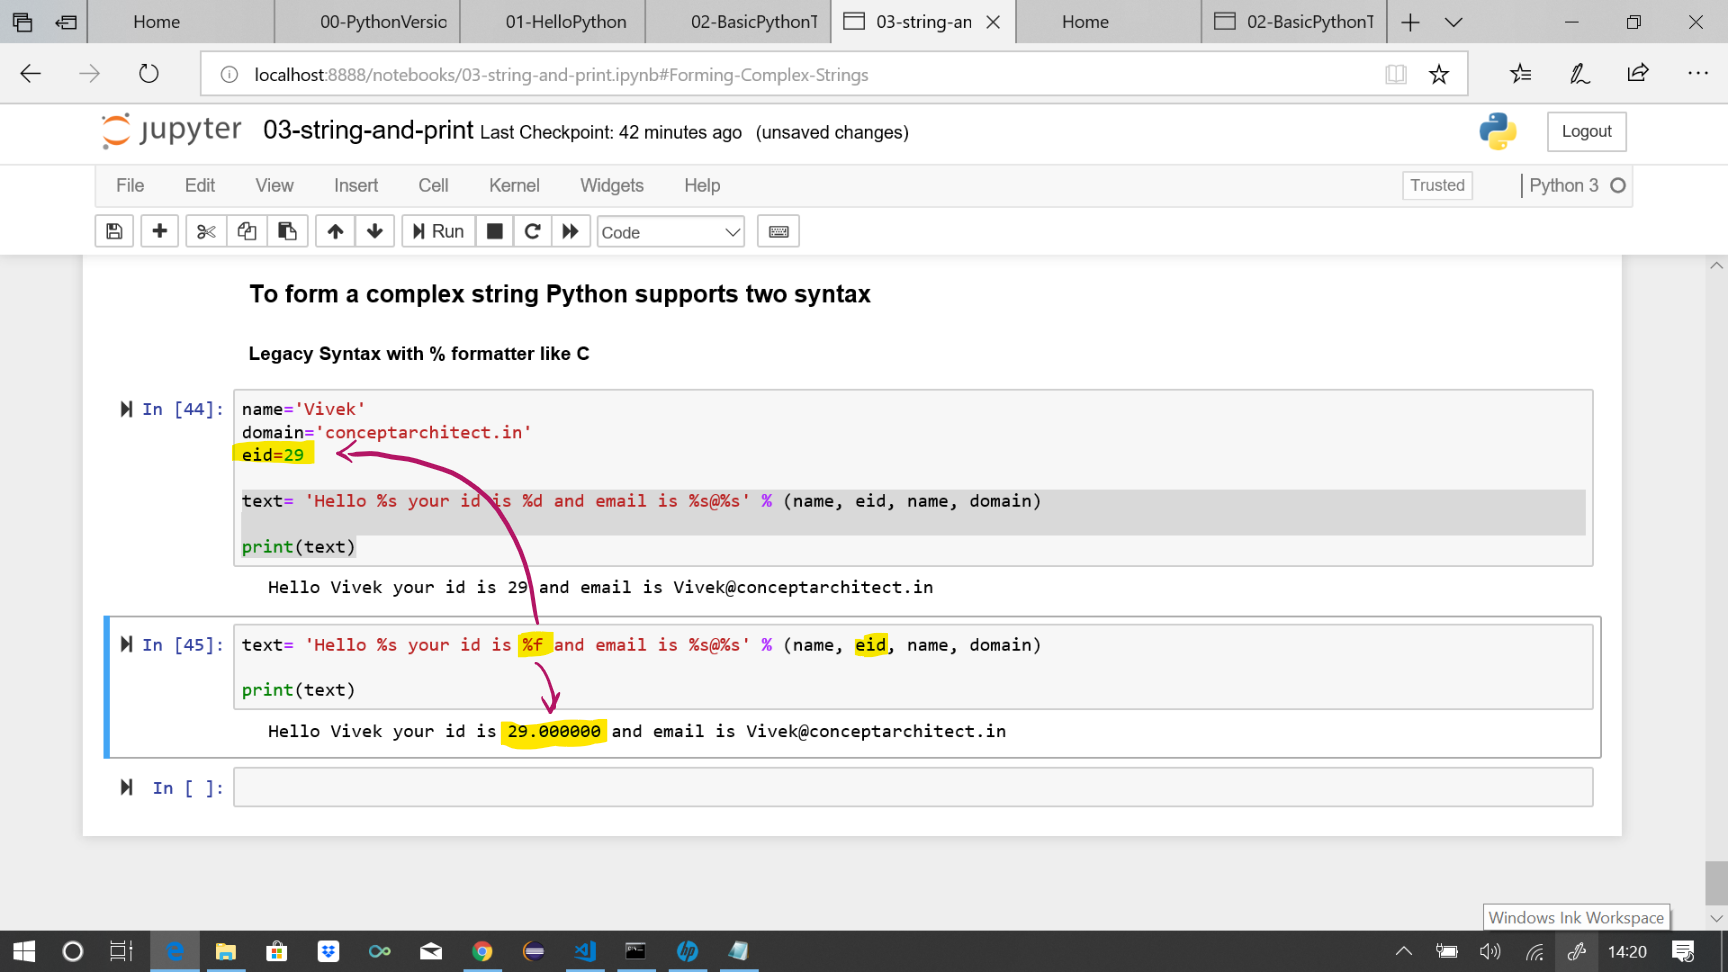 Home 00-PythonVersio 01-HelloPython 02-BasicPythonT 03-string-an Home 02-BasicPythonT
localhost:8888/notebooks/03-string-and-print.ipynb#Forming-Complex-Strings
jupyter 03-string-and-print Last Checkpoint: 42 minutes ago (unsaved changes) Logout
File Edit View Insert Cell Kernel Widgets Help Trusted Python 3
Run Code
To form a complex string Python supports two syntax
Legacy Syntax with % formatter like C
In [44]: name='Vivek'
domain='conceptarchitect.in'
eid=29
text= 'Hello %s your id is %d and email is %s@%s' % (name, eid, name, domain)
print(text)
Hello Vivek your id is 29 and email is Vivek@conceptarchitect.in
In [45]: text= 'Hello %s your id is %f and email is %s@%s' % (name, eid, name, domain)
print(text)
Hello Vivek your id is 29.000000 and email is Vivek@conceptarchitect.in
In [ ]:
Windows Ink Workspace
14:20